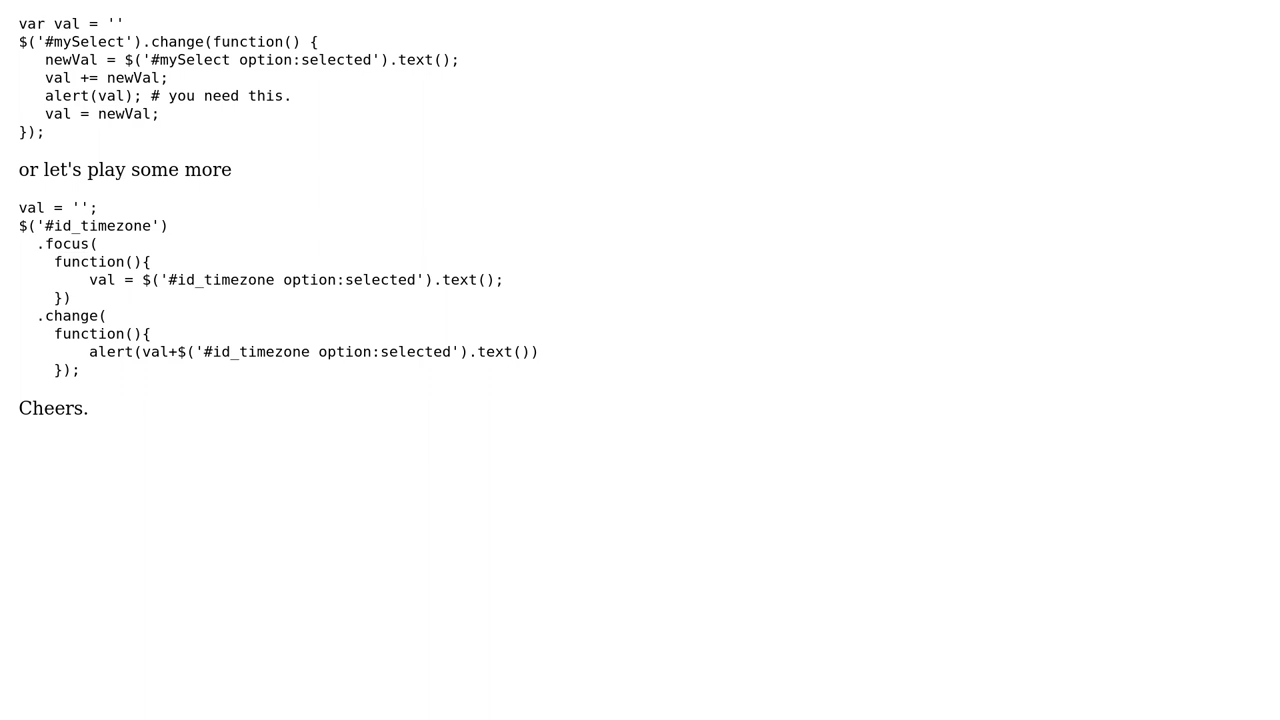 var val = ''
$('#mySelect').change(function() {
   newVal = $('#mySelect option:selected').text();
   val += newVal;
   alert(val); # you need this.
   val = newVal;
});
or let's play some more
val = '';
$('#id_timezone')
  .focus(
    function(){
        val = $('#id_timezone option:selected').text();
    })
  .change(
    function(){
        alert(val+$('#id_timezone option:selected').text())
    });
Cheers.